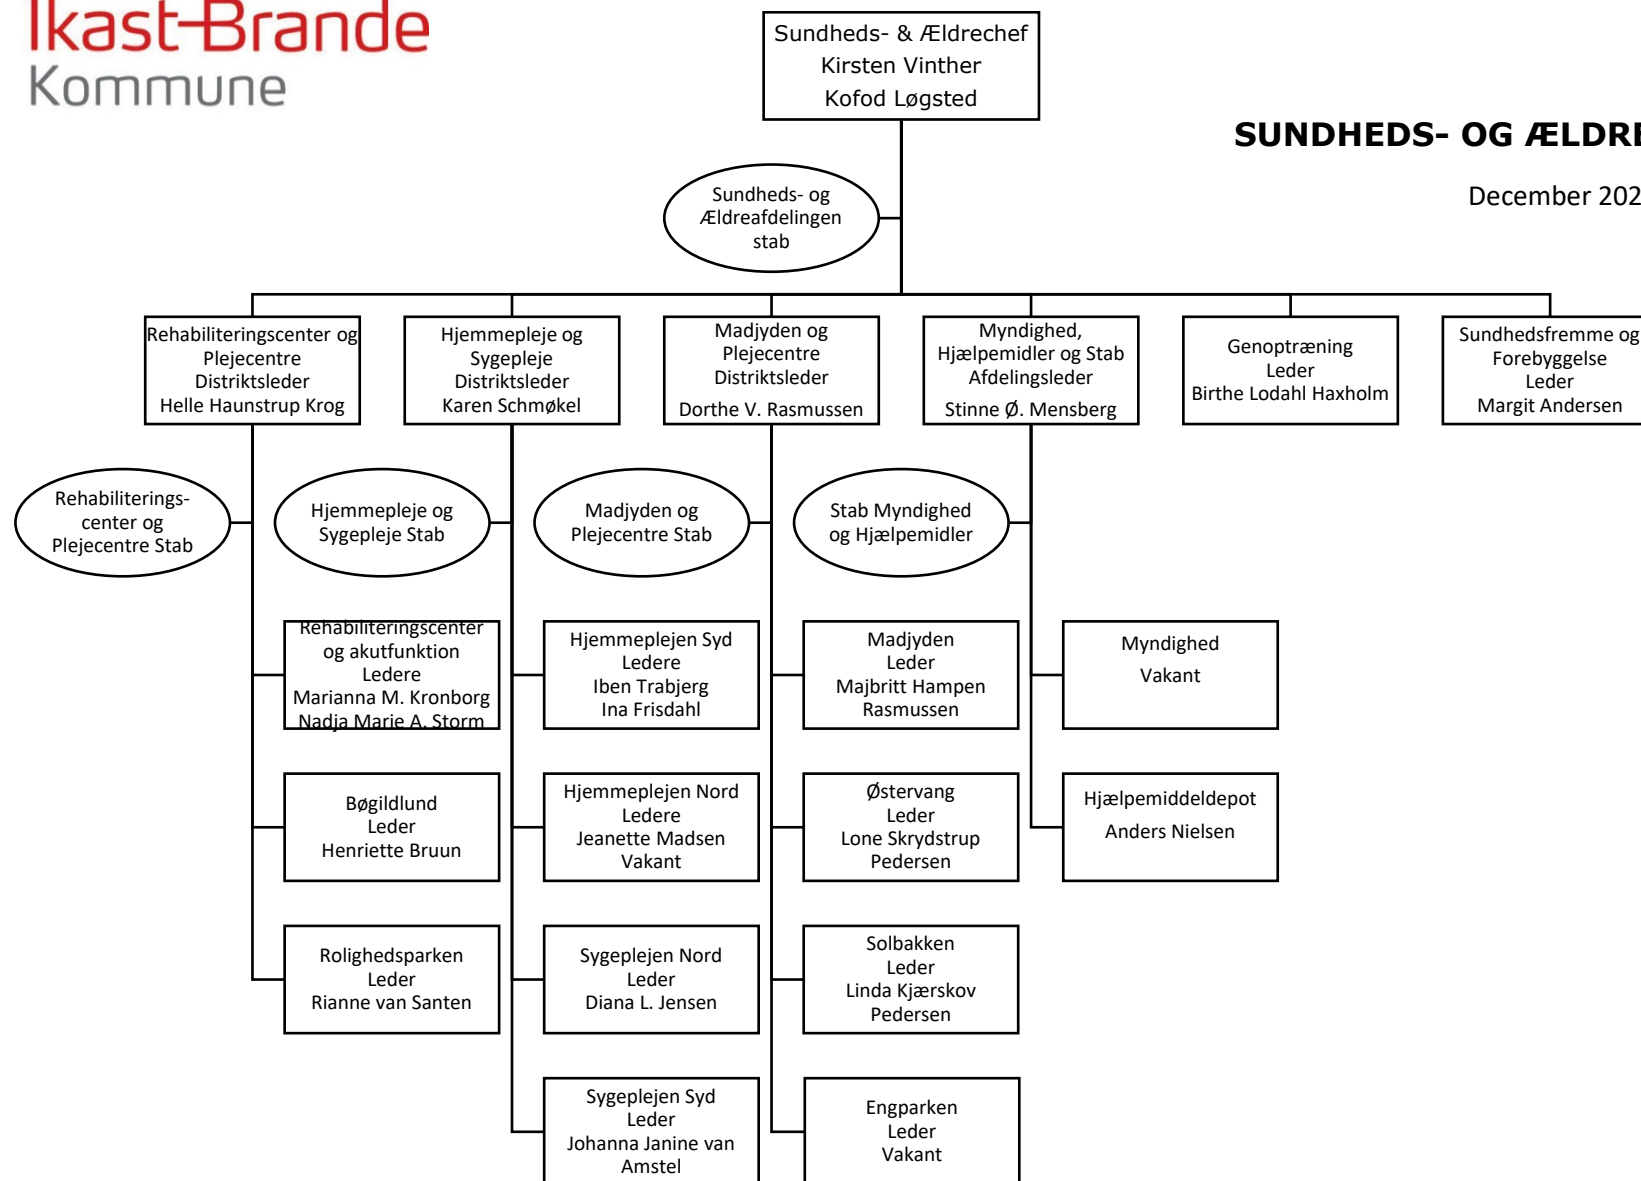 Ikast-Brande
Kommune
Sundheds- & Ældrechef
Kirsten Vinther
Kofod Løgsted
SUNDHEDS- OG ÆLDRE
December 202
Sundheds- og
Ældreafdelingen
stab
Rehabiliteringscenter og
Plejecentre
Distriktsleder
Helle Haunstrup Krog
Hjemmepleje og
Sygepleje
Distriktsleder
Karen Schmøkel
Madjyden og
Plejecentre
Distriktsleder
Dorthe V. Rasmussen
Myndighed,
Hjælpemidler og Stab
Afdelingsleder
Stinne Ø. Mensberg
Genoptræning
Leder
Birthe Lodahl Haxholm
Sundhedsfremme og
Forebyggelse
Leder
Margit Andersen
Rehabiliterings-
center og
Plejecentre Stab
Hjemmepleje og
Sygepleje Stab
Madjyden og
Plejecentre Stab
Stab Myndighed
og Hjælpemidler
Rehabiliteringscenter
og akutfunktion
Ledere
Marianna M. Kronborg
Nadja Marie A. Storm
Hjemmeplejen Syd
Ledere
Iben Trabjerg
Ina Frisdahl
Madjyden
Leder
Majbritt Hampen
Rasmussen
Myndighed
Vakant
Bøgildlund
Leder
Henriette Bruun
Hjemmeplejen Nord
Ledere
Jeanette Madsen
Vakant
Østervang
Leder
Lone Skrydstrup
Pedersen
Hjælpemiddeldepot
Anders Nielsen
Rolighedsparken
Leder
Rianne van Santen
Sygeplejen Nord
Leder
Diana L. Jensen
Solbakken
Leder
Linda Kjærskov
Pedersen
Sygeplejen Syd
Leder
Johanna Janine van
Amstel
Engparken
Leder
Vakant